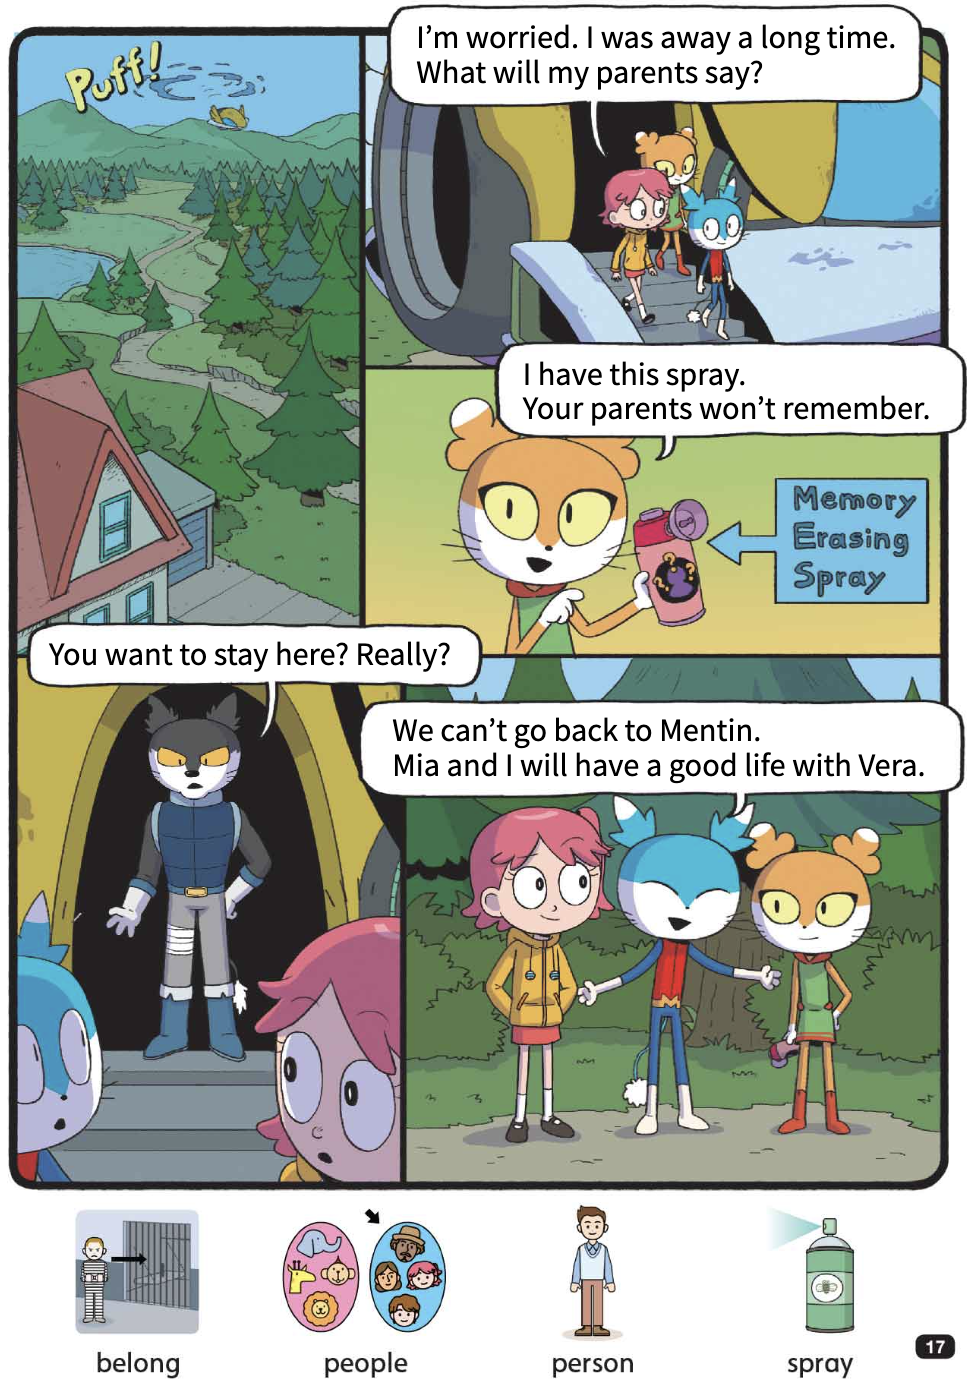 Puff!
I'm worried. I was away a long time.
What will my parents say?
I have this spray.
Your parents won't remember.
Memory
Erasing
Spray
You want to stay here? Really?
We can't go back to Mentin.
Mia and I will have a good life with Vera.
belong
people
person
spray
17